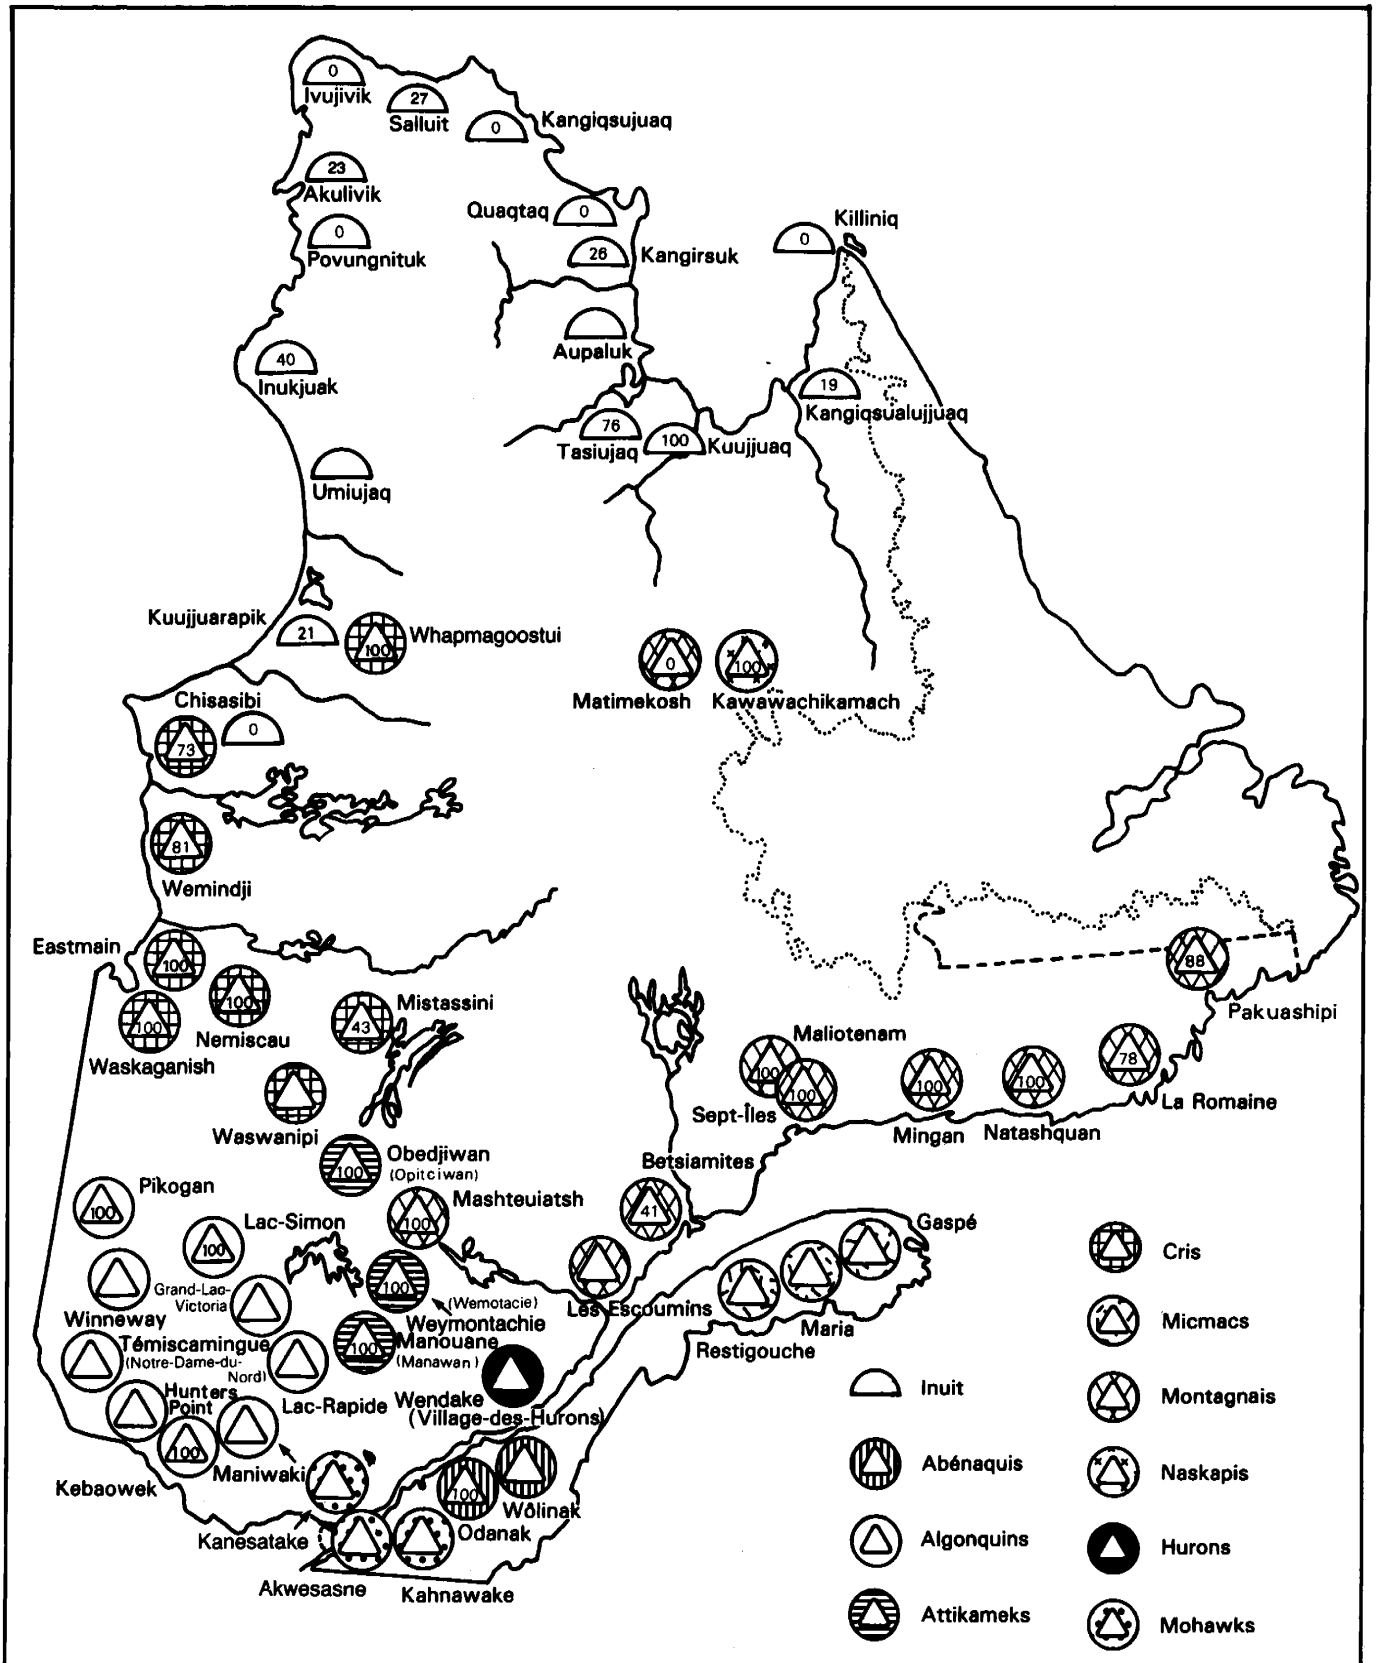 0
Ivujivik
27
Salluit
0
Kangiqsujuaq
23
Akulivik
Quaqtaq
0
0
Povungnituk
26
Kangirsuk
0
Killiniq
Aupaluk
40
Inukjuak
19
Kangiqsualujjuaq
76
Tasiujaq
100
Kuujjuaq
Umiujaq
Kuujjuarapik
21
100
Whapmagoostui
0
Matimekosh
100
Kawawachikamach
Chisasibi
73
0
81
Wemindji
Eastmain
100
100
Nemiscau
100
Waskaganish
43
Mistassini
Waswanipi
88
Pakuashipi
Maliotenam
100
100
Sept-Îles
100
Mingan
100
Natashquan
78
La Romaine
100
Obedjiwan
(Opitciwan)
Betsiamites
41
Pikogan
100
Lac-Simon
100
100
Mashteuiatsh
Grand-Lac-
Victoria
Winneway
100
(Wemotacie)
Weymontachie
Les Escoumins
Gaspé
Maria
Restigouche
Témiscamingue
(Notre-Dame-du-
Nord)
100
Manouane
(Manawan)
Lac-Rapide
Wendake
(Village-des-Hurons)
Hunters
Point
100
Maniwaki
Kebaowek
Kanesatake
100
Odanak
Wôlinak
Akwesasne
Kahnawake
Inuit
Abénaquis
Algonquins
Attikameks
Cris
Micmacs
Montagnais
Naskapis
Hurons
Mohawks